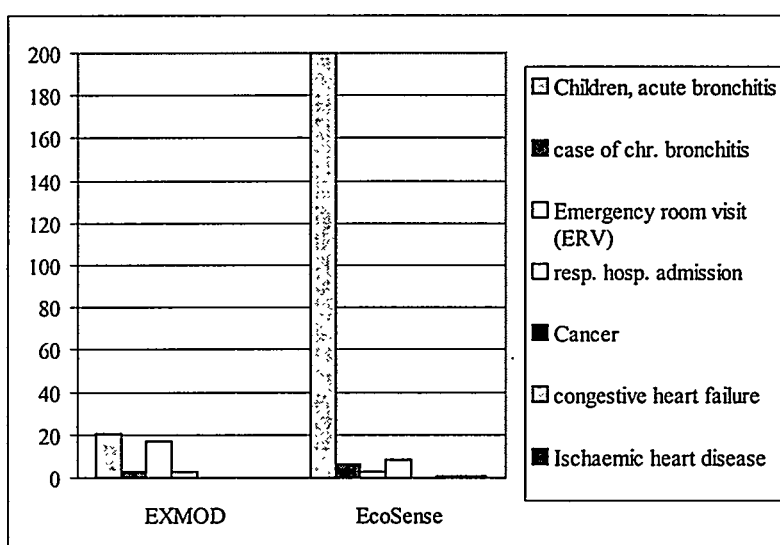 200
180
160
140
120
100
80
60
40
20
0
EXMOD
EcoSense
Children, acute bronchitis
case of chr. bronchitis
Emergency room visit
(ERV)
resp. hosp. admission
Cancer
congestive heart failure
Ischaemic heart disease